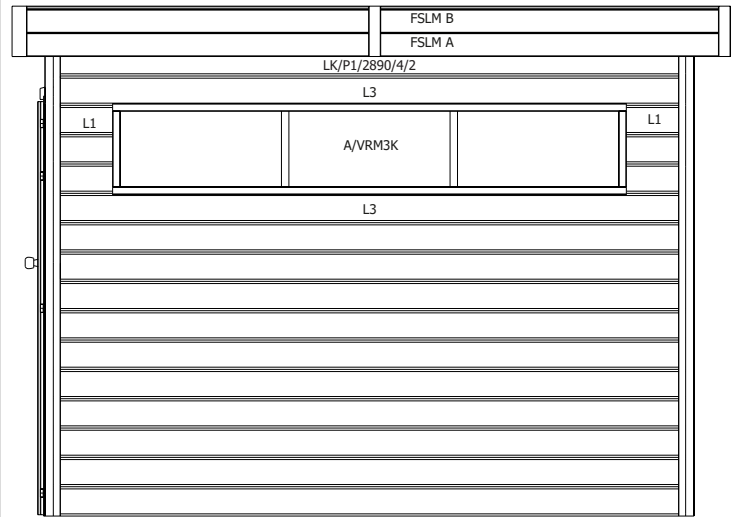 FSLM B
FSLM A
LK/P1/2890/4/2
L3
L1
L1
A/VRM3K
L3